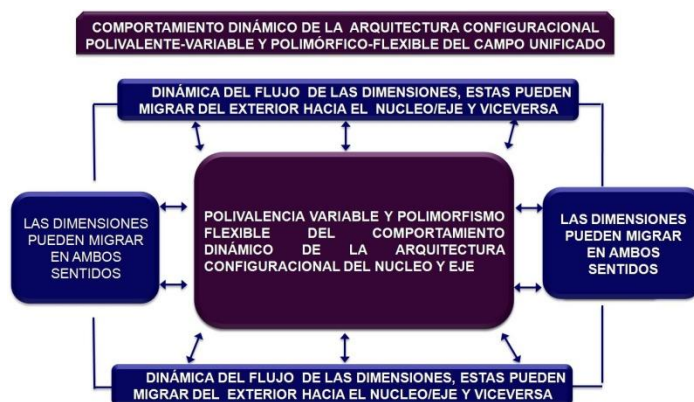 COMPORTAMIENTO DINÁMICO DE LA ARQUITECTURA CONFIGURACIONAL
POLIVALENTE-VARIABLE Y POLIMÓRFICO-FLEXIBLE DEL CAMPO UNIFICADO
DINÁMICA DEL FLUJO DE LAS DIMENSIONES, ESTAS PUEDEN
MIGRAR DEL EXTERIOR HACIA EL NUCLEO/EJE Y VICEVERSA
LAS DIMENSIONES
PUEDEN MIGRAR
EN AMBOS
SENTIDOS
POLIVALENCIA VARIABLE Y POLIMORFISMO
FLEXIBLE DEL COMPORTAMIENTO
DINÁMICO DE LA ARQUITECTURA
CONFIGURACIONAL DEL NUCLEO Y EJE
LAS DIMENSIONES
PUEDEN MIGRAR
EN AMBOS
SENTIDOS
DINÁMICA DEL FLUJO DE LAS DIMENSIONES, ESTAS PUEDEN
MIGRAR DEL EXTERIOR HACIA EL NUCLEO/EJE Y VICEVERSA